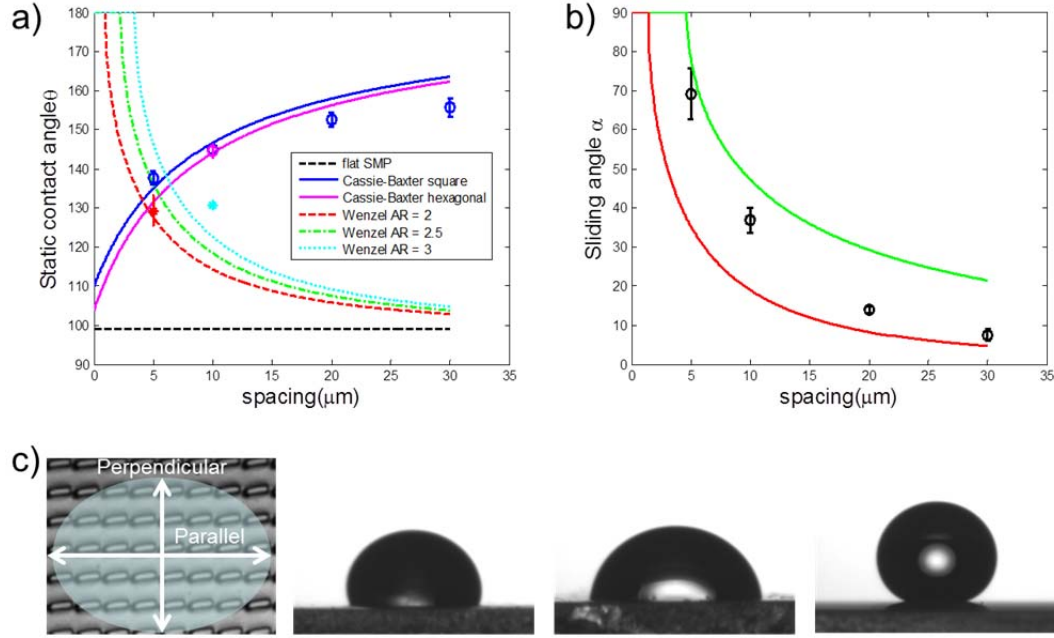 a)
Static contact angleθ
180
170
160
150
140
130
120
110
100
90
0
5
10
15
20
25
30
35
spacing(μm)
flat SMP
Cassie-Baxter square
Cassie-Baxter hexagonal
Wenzel AR = 2
Wenzel AR = 2.5
Wenzel AR = 3
b)
Sliding angle α
90
80
70
60
50
40
30
20
10
0
0
5
10
15
20
25
30
35
spacing(μm)
c)
Perpendicular
Parallel